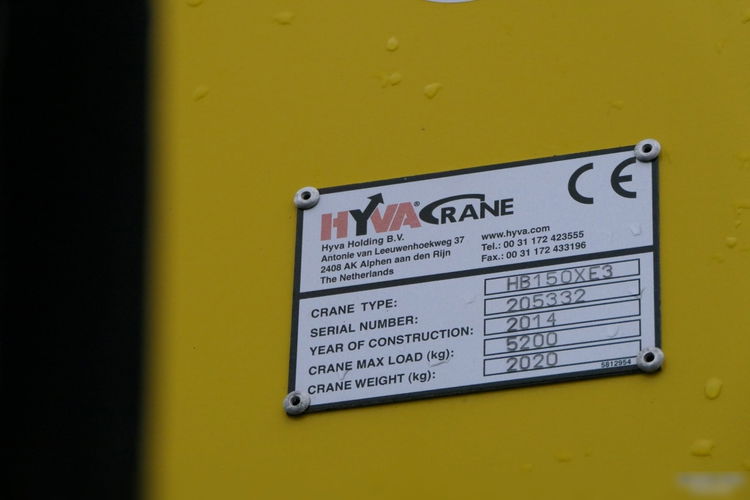 HYVA® CRANE
CE
Hyva Holding B.V.
Antonie van Leeuwenhoekweg 37
2408 AK Alphen aan den Rijn
The Netherlands
www.hyva.com
Tel.: 00 31 172 423555
Fax.: 00 31 172 433196
CRANE TYPE: HB150XE3
SERIAL NUMBER: 205332
YEAR OF CONSTRUCTION: 2014
CRANE MAX LOAD (kg): 5200
CRANE WEIGHT (kg): 2020
5812954